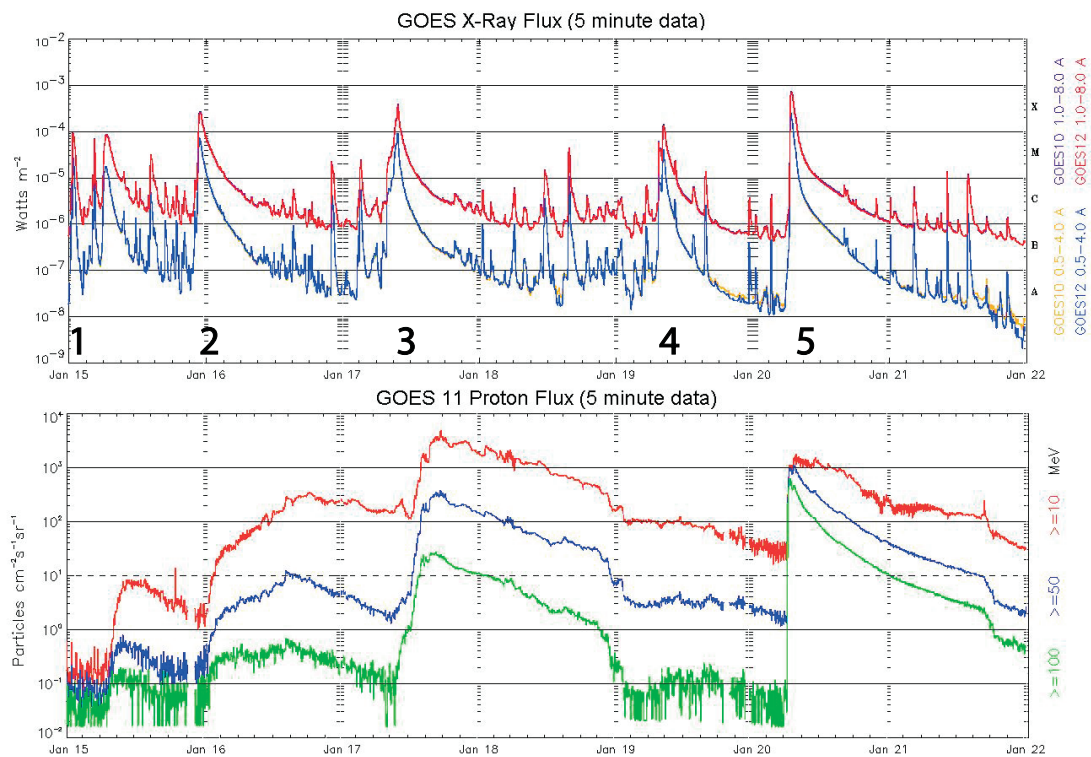 GOES X-Ray Flux (5 minute data)
10⁻²
10⁻³
10⁻⁴
10⁻⁵
10⁻⁶
10⁻⁷
10⁻⁸
10⁻⁹
Watts m⁻²
X
M
C
B
A
GOES10 1.0-8.0 A
GOES12 1.0-8.0 A
GOES10 0.5-4.0 A
GOES12 0.5-4.0 A
1 2 3 4 5
Jan 15 Jan 16 Jan 17 Jan 18 Jan 19 Jan 20 Jan 21 Jan 22
GOES 11 Proton Flux (5 minute data)
10⁴
10³
10²
10¹
10⁰
10⁻¹
10⁻²
Particles cm⁻²s⁻¹sr⁻¹
MeV
>=10
>=50
>=100
Jan 15 Jan 16 Jan 17 Jan 18 Jan 19 Jan 20 Jan 21 Jan 22